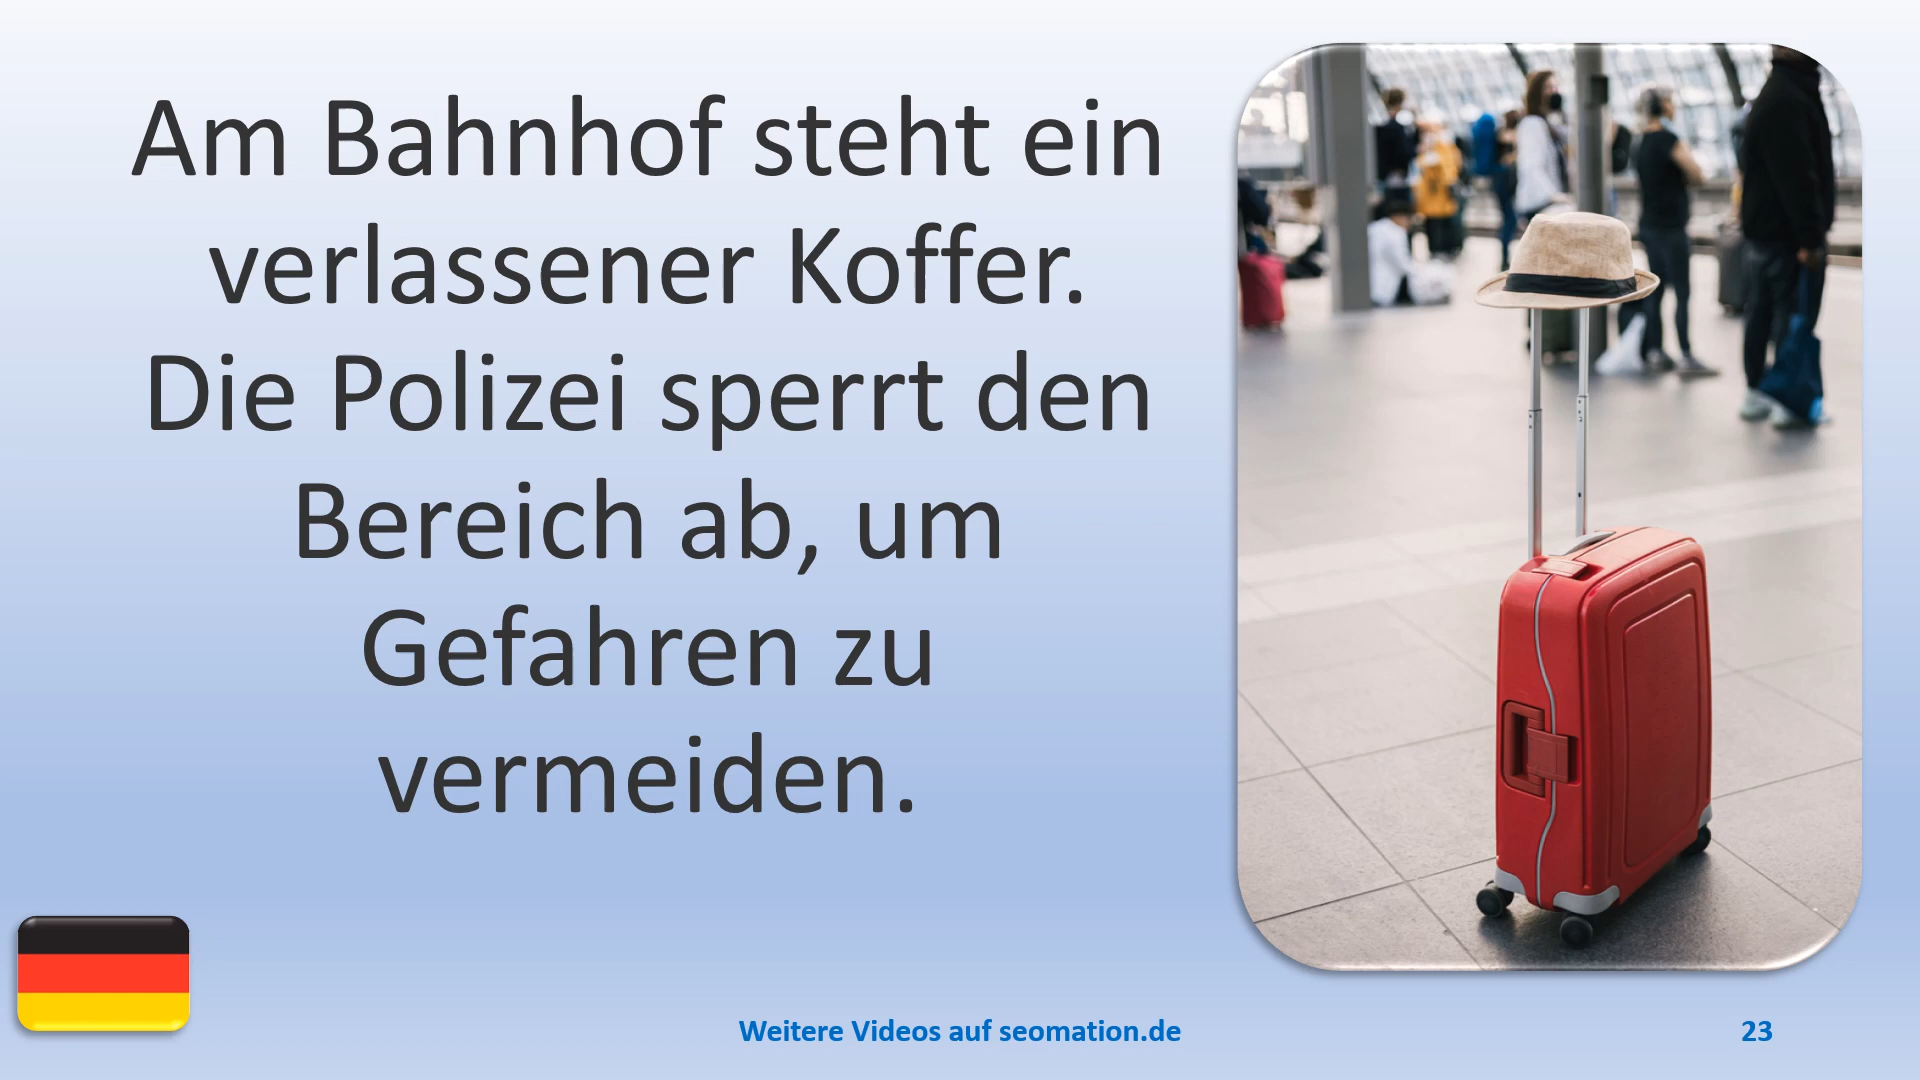 Am Bahnhof steht ein
verlassener Koffer.
Die Polizei sperrt den
Bereich ab, um
Gefahren zu
vermeiden.
Weitere Videos auf seomation.de
23